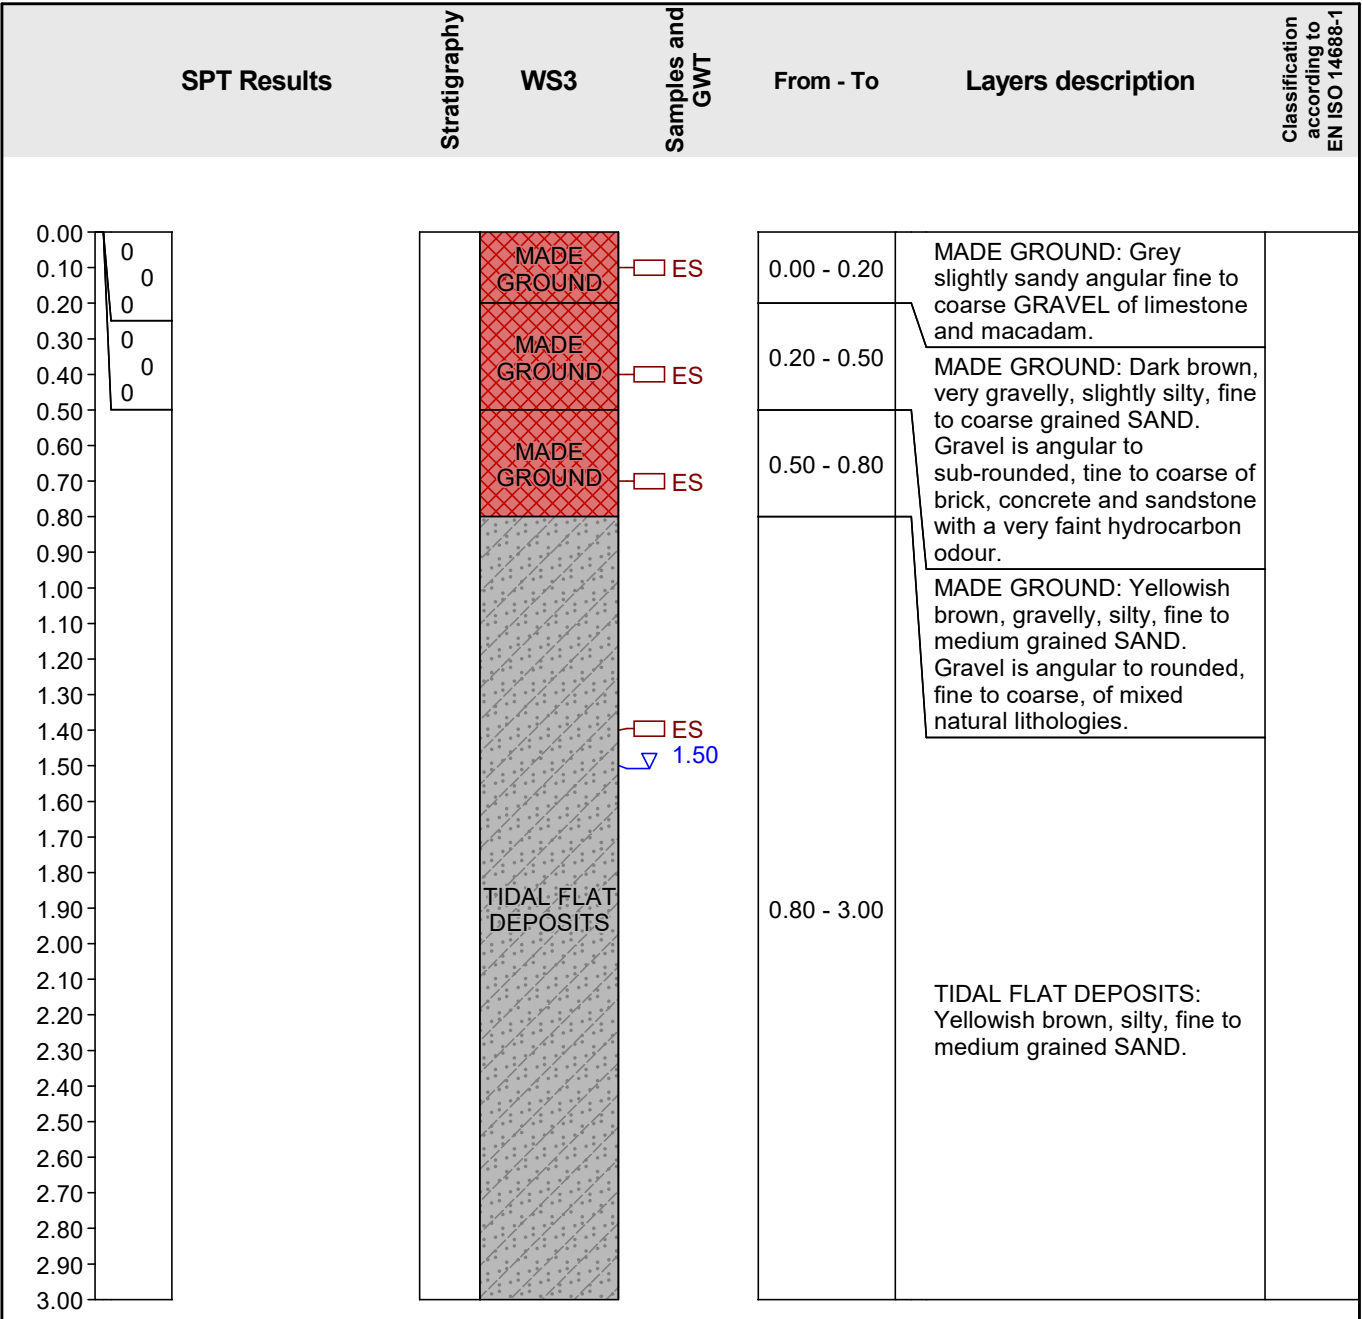 SPT Results
Stratigraphy
WS3
Samples and
GWT
From - To
Layers description
Classification
according to
EN ISO 14688-1
0.00
0.10
0.20
0.30
0.40
0.50
0.60
0.70
0.80
0.90
1.00
1.10
1.20
1.30
1.40
1.50
1.60
1.70
1.80
1.90
2.00
2.10
2.20
2.30
2.40
2.50
2.60
2.70
2.80
2.90
3.00
0
0
0
0
0
0
MADE
GROUND
MADE
GROUND
MADE
GROUND
TIDAL FLAT
DEPOSITS
ES
ES
ES
ES
1.50
0.00 - 0.20
0.20 - 0.50
0.50 - 0.80
0.80 - 3.00
MADE GROUND: Grey
slightly sandy angular fine to
coarse GRAVEL of limestone
and macadam.
MADE GROUND: Dark brown,
very gravelly, slightly silty, fine
to coarse grained SAND.
Gravel is angular to
sub-rounded, tine to coarse of
brick, concrete and sandstone
with a very faint hydrocarbon
odour.
MADE GROUND: Yellowish
brown, gravelly, silty, fine to
medium grained SAND.
Gravel is angular to rounded,
fine to coarse, of mixed
natural lithologies.
TIDAL FLAT DEPOSITS:
Yellowish brown, silty, fine to
medium grained SAND.